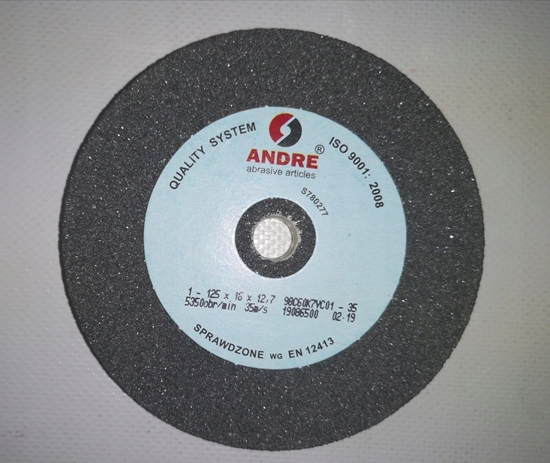 QUALITY SYSTEM
ISO 9001: 2008
ANDRE®
abrasive articles
S780277
1 - 125 x 16 x 12,7 98C60K7VC01 - 35
5350obr/min 35m/s 19086500 02-19
SPRAWDZONE WG EN 12413